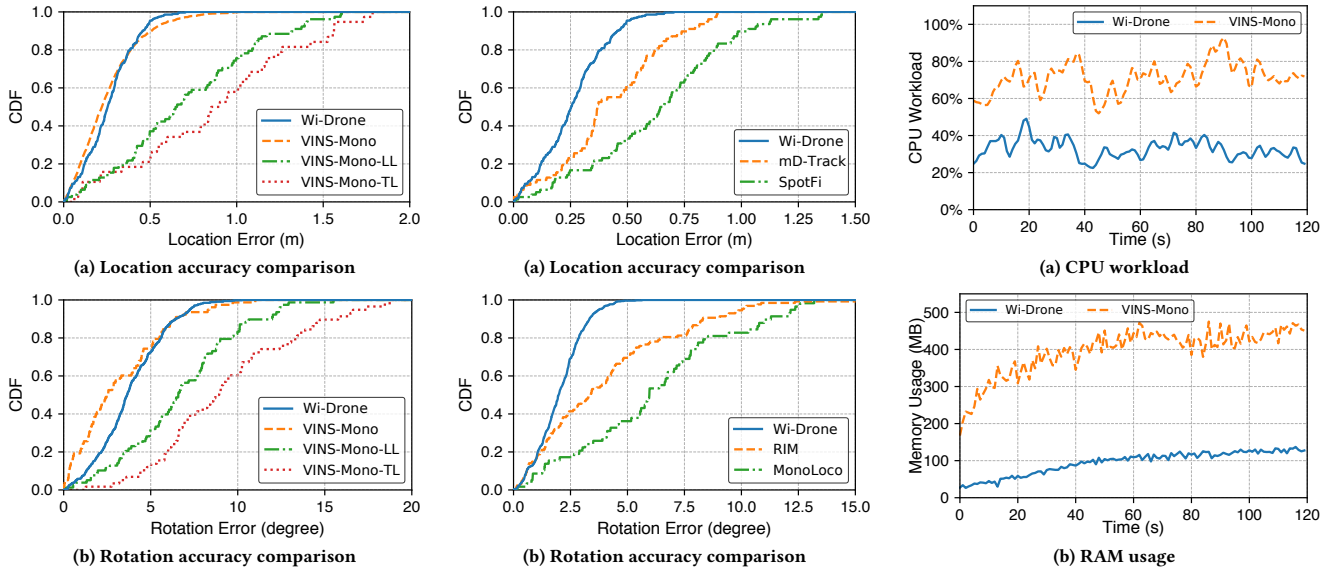 1.0
0.8
0.6
0.4
0.2
0.0
CDF
Wi-Drone
VINS-Mono
VINS-Mono-LL
VINS-Mono-TL
0.0 0.5 1.0 1.5 2.0
Location Error (m)
(a) Location accuracy comparison
1.0
0.8
0.6
0.4
0.2
0.0
CDF
Wi-Drone
VINS-Mono
VINS-Mono-LL
VINS-Mono-TL
0 5 10 15 20
Rotation Error (degree)
(b) Rotation accuracy comparison
1.0
0.8
0.6
0.4
0.2
0.0
CDF
Wi-Drone
mD-Track
SpotFi
0.00 0.25 0.50 0.75 1.00 1.25 1.50
Location Error (m)
(a) Location accuracy comparison
1.0
0.8
0.6
0.4
0.2
0.0
CDF
Wi-Drone
RIM
MonoLoco
0.0 2.5 5.0 7.5 10.0 12.5 15.0
Rotation Error (degree)
(b) Rotation accuracy comparison
Wi-Drone VINS-Mono
100%
80%
60%
40%
20%
0%
CPU Workload
0 20 40 60 80 100 120
Time (s)
(a) CPU workload
Wi-Drone VINS-Mono
500
400
300
200
100
0
Memory Usage (MB)
0 20 40 60 80 100 120
Time (s)
(b) RAM usage